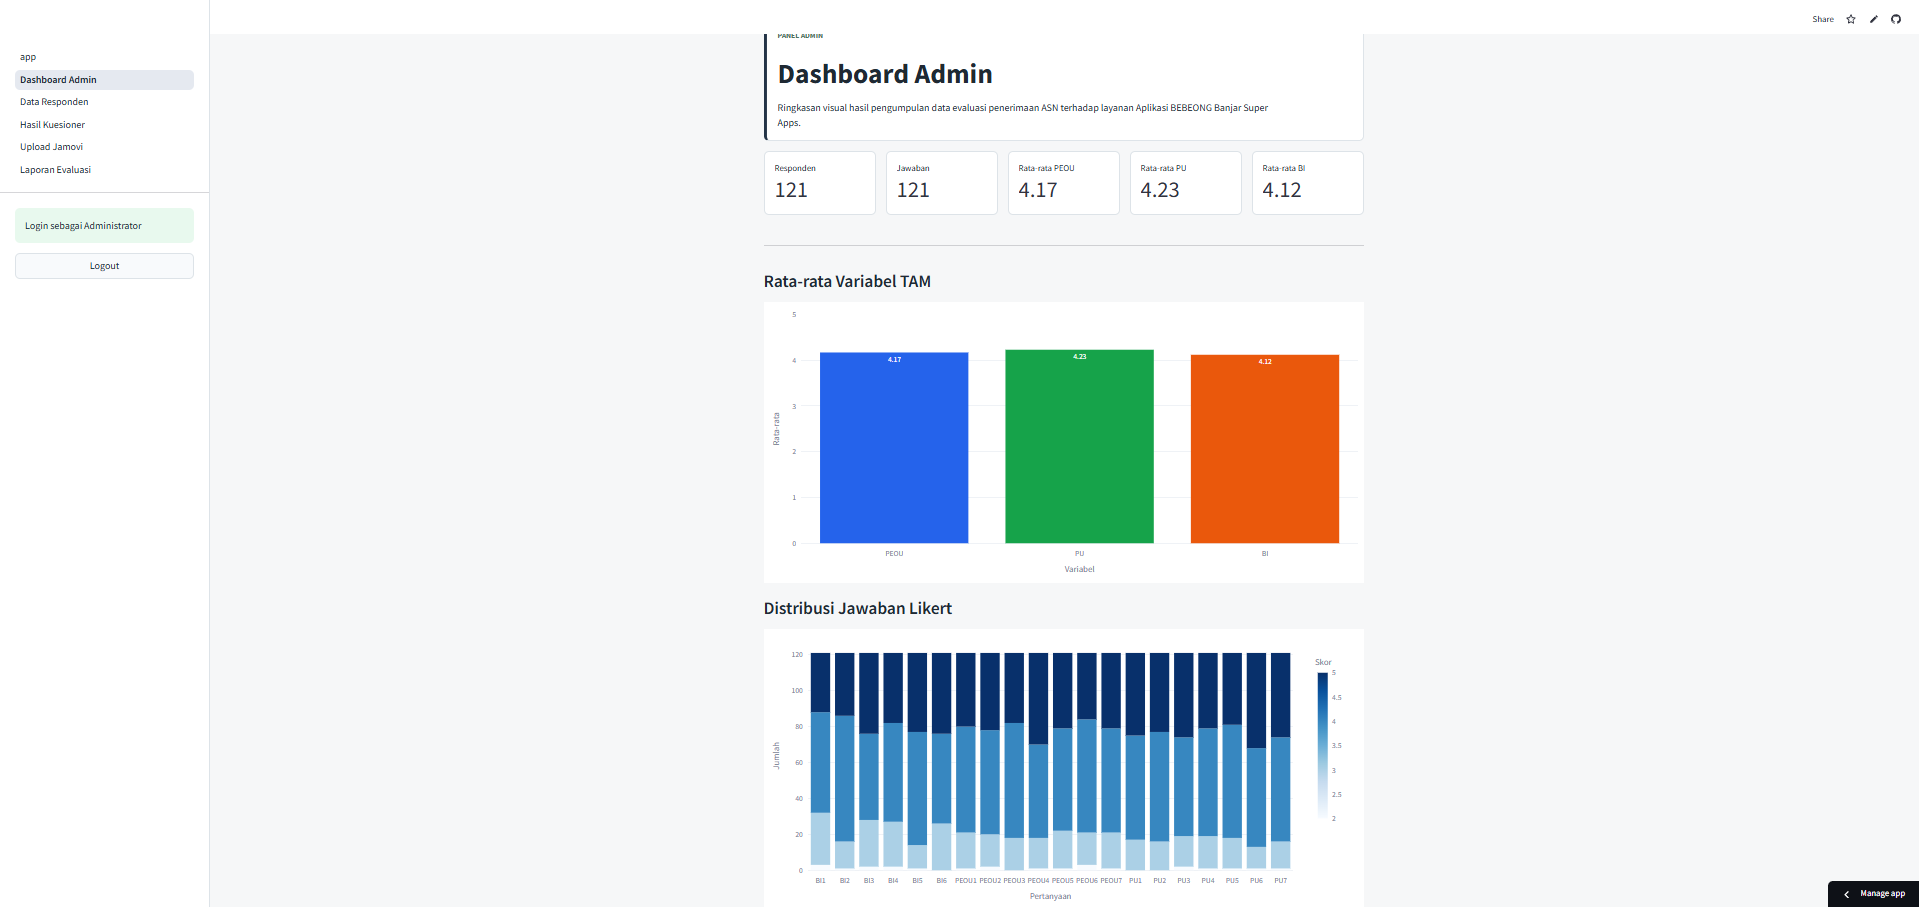 Share
app
Dashboard Admin
Data Responden
Hasil Kuesioner
Upload Jamovi
Laporan Evaluasi
Login sebagai Administrator
Logout
PANEL ADMIN
Dashboard Admin
Ringkasan visual hasil pengumpulan data evaluasi penerimaan ASN terhadap layanan Aplikasi BEBEONG Banjar Super
Apps.
Responden
121
Jawaban
121
Rata-rata PEOU
4.17
Rata-rata PU
4.23
Rata-rata BI
4.12
Rata-rata Variabel TAM
5
4
3
2
1
0
Rata-rata
4.17
4.23
4.12
PEOU
PU
BI
Variabel
Distribusi Jawaban Likert
120
100
80
60
40
20
0
Jumlah
BI1 BI2 BI3 BI4 BI5 BI6 PEOU1 PEOU2 PEOU3 PEOU4 PEOU5 PEOU6 PEOU7 PU1 PU2 PU3 PU4 PU5 PU6 PU7
Pertanyaan
Skor
5
4.5
4
3.5
3
2.5
2
Manage app